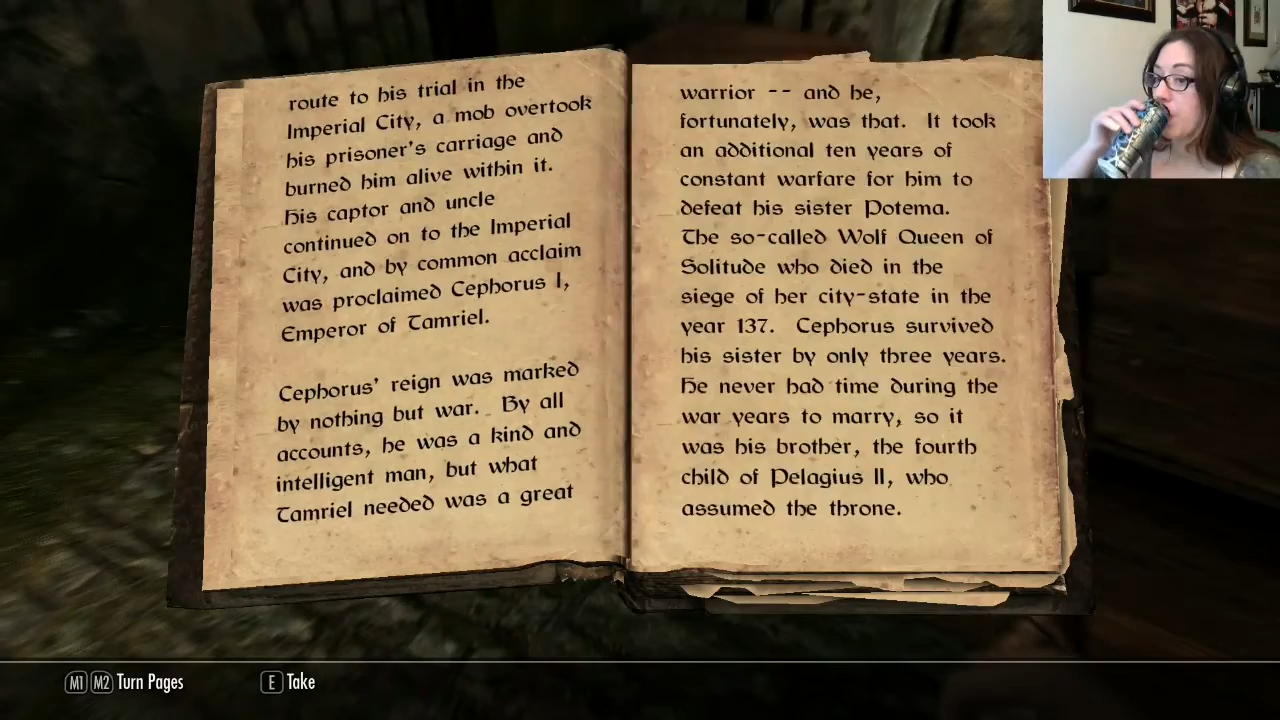 route to his trial in the
Imperial City, a mob overtook
his prisoner's carriage and
burned him alive within it.
His captor and uncle
continued on to the Imperial
City, and by common acclaim
was proclaimed Cephorus I,
Emperor of Tamriel.
Cephorus' reign was marked
by nothing but war.  By all
accounts, he was a kind and
intelligent man, but what
Tamriel needed was a great
warrior -- and he,
fortunately, was that.  It took
an additional ten years of
constant warfare for him to
defeat his sister Potema.
The so-called Wolf Queen of
Solitude who died in the
siege of her city-state in the
year 137.  Cephorus survived
his sister by only three years.
He never had time during the
war years to marry, so it
was his brother, the fourth
child of Pelagius II, who
assumed the throne.
M1 M2 Turn Pages
E Take